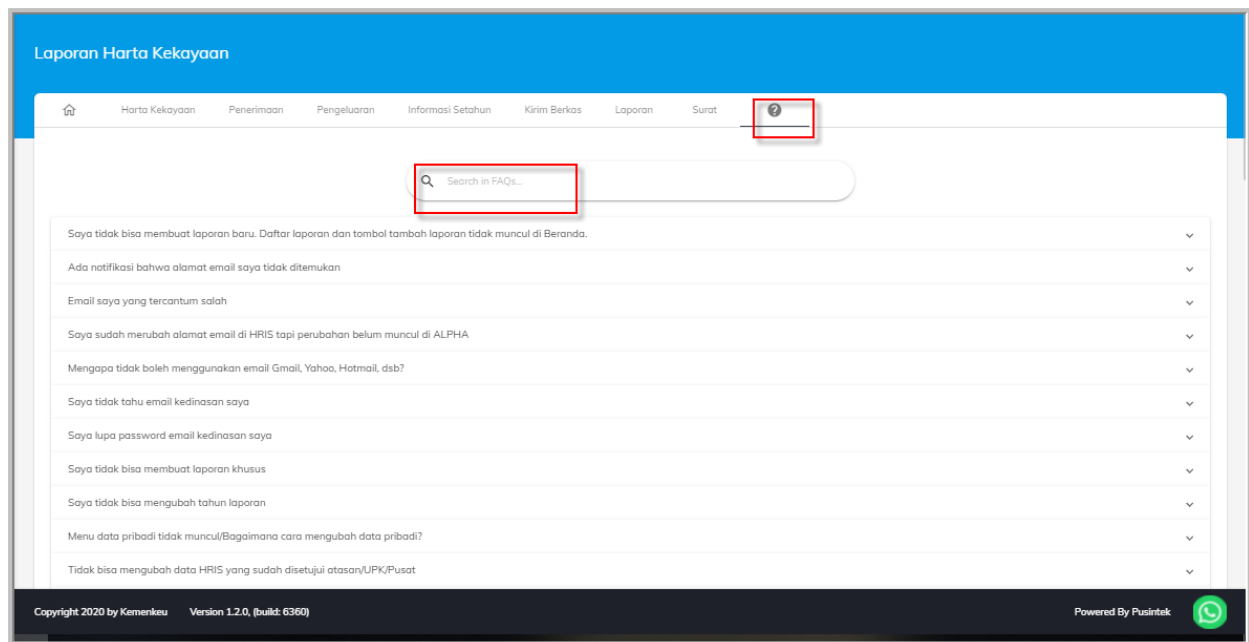 Laporan Harta Kekayaan
Harta Kekayaan Penerimaan Pengeluaran Informasi Setahun Kirim Berkas Laporan Surat ?
Search in FAQs...
Saya tidak bisa membuat laporan baru. Daftar laporan dan tombol tambah laporan tidak muncul di Beranda.
Ada notifikasi bahwa alamat email saya tidak ditemukan
Email saya yang tercantum salah
Saya sudah merubah alamat email di HRIS tapi perubahan belum muncul di ALPHA
Mengapa tidak boleh menggunakan email Gmail, Yahoo, Hotmail, dsb?
Saya tidak tahu email kedinasan saya
Saya lupa password email kedinasan saya
Saya tidak bisa membuat laporan khusus
Saya tidak bisa mengubah tahun laporan
Menu data pribadi tidak muncul/Bagaimana cara mengubah data pribadi?
Tidak bisa mengubah data HRIS yang sudah disetujui atasan/UPK/Pusat
Copyright 2020 by Kemenkeu Version 1.2.0, (build: 6360) Powered By Pusintek